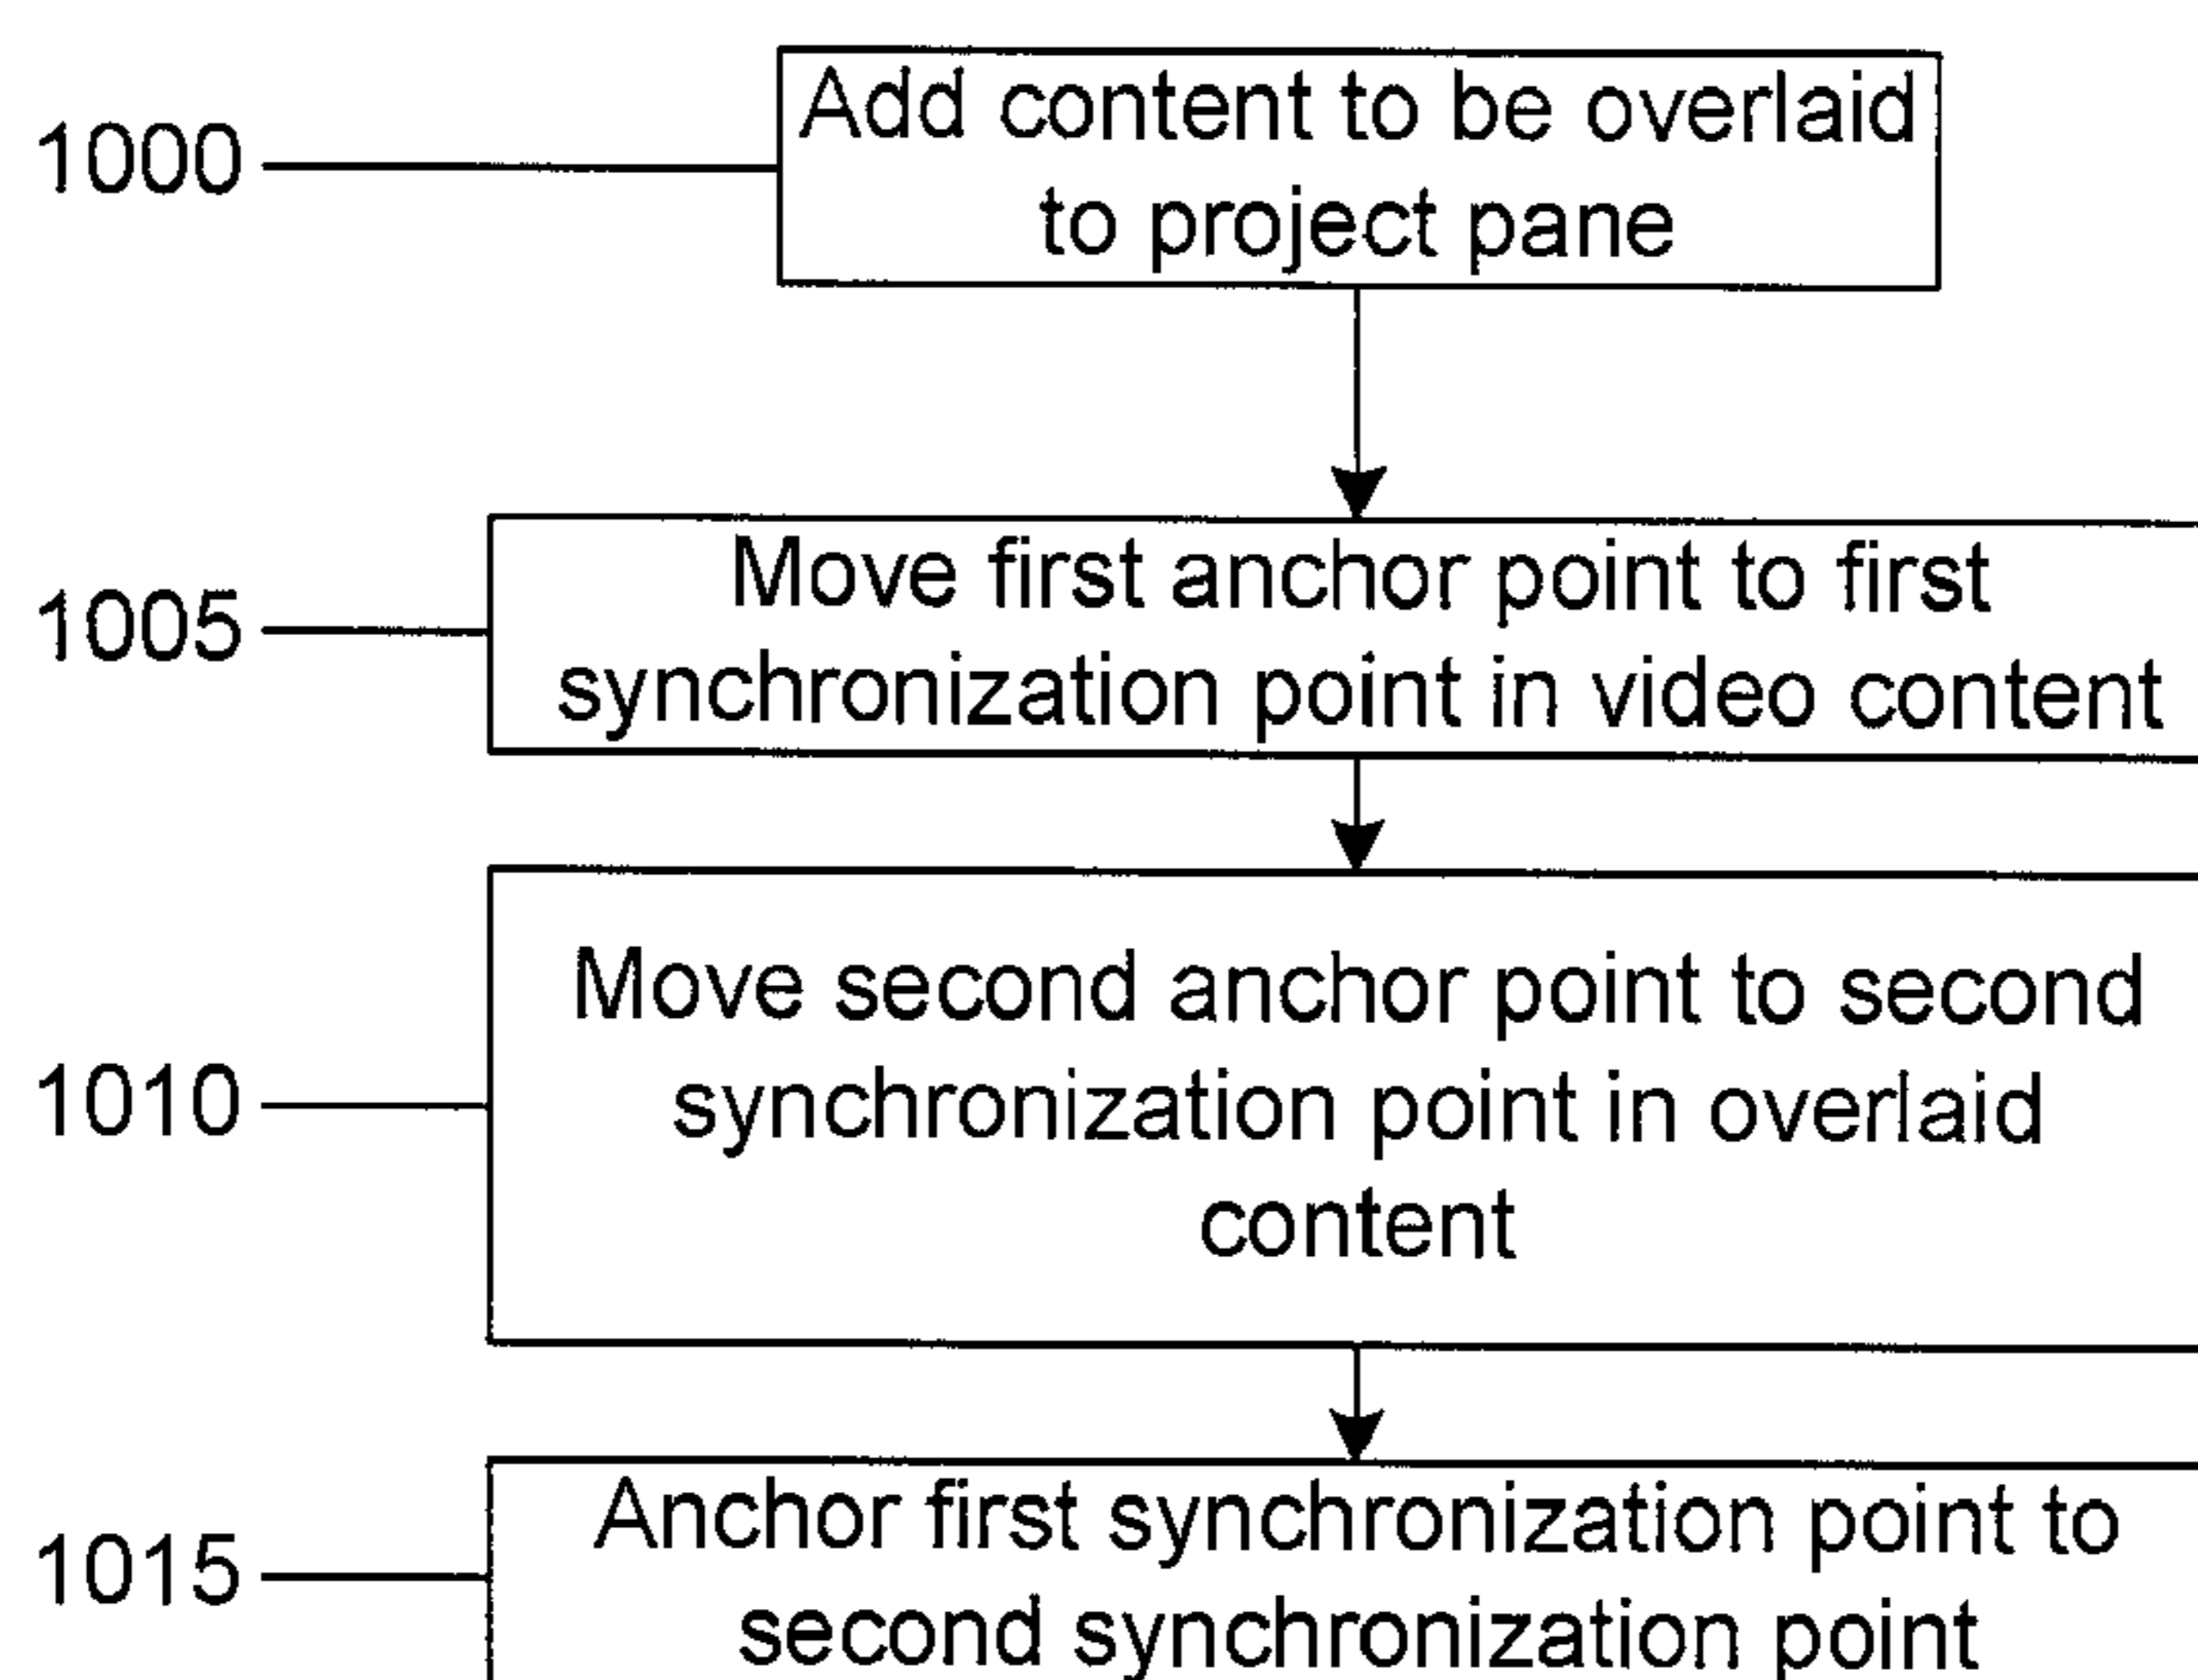 1000
Add content to be overlaid
to project pane
1005
Move first anchor point to first
synchronization point in video content
1010
Move second anchor point to second
synchronization point in overlaid
content
1015
Anchor first synchronization point to
second synchronization point